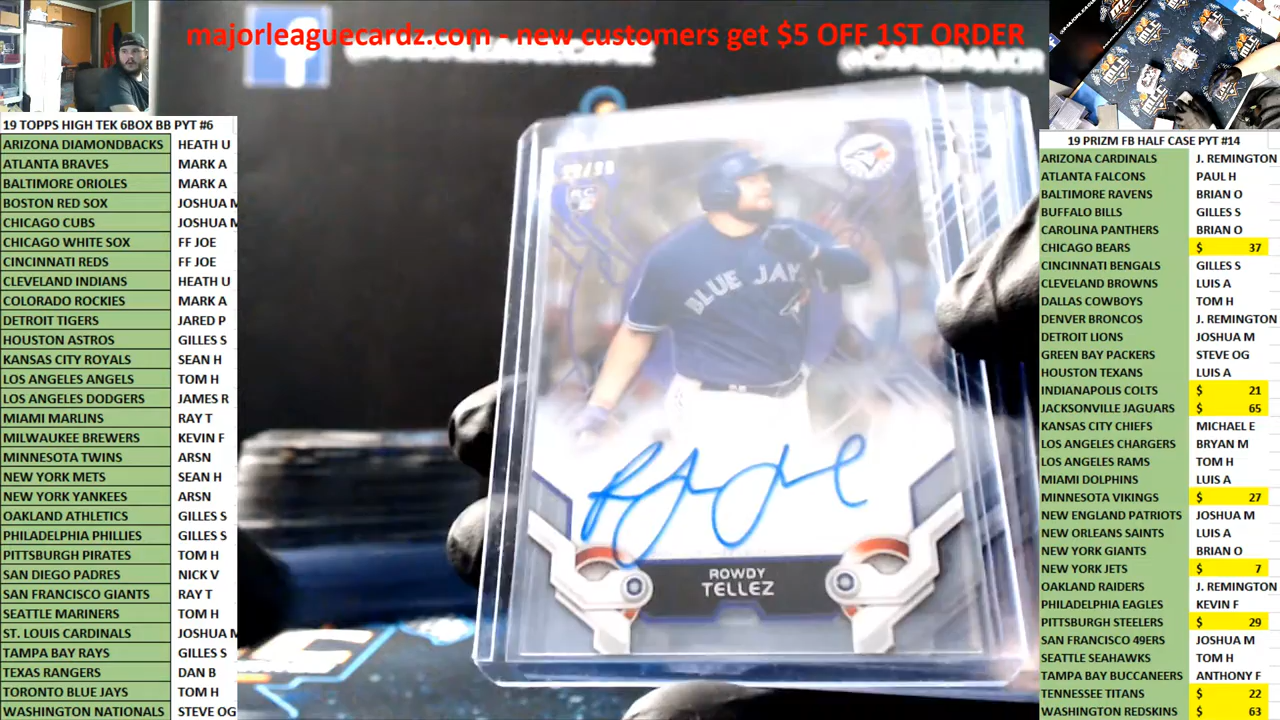 majorleaguecardz.com - new customers get $5 OFF 1ST ORDER
19 TOPPS HIGH TEK 6BOX BB PYT #6
ARIZONA DIAMONDBACKS HEATH U
ATLANTA BRAVES MARK A
BALTIMORE ORIOLES MARK A
BOSTON RED SOX JOSHUA M
CHICAGO CUBS JOSHUA M
CHICAGO WHITE SOX FF JOE
CINCINNATI REDS FF JOE
CLEVELAND INDIANS HEATH U
COLORADO ROCKIES MARK A
DETROIT TIGERS JARED P
HOUSTON ASTROS GILLES S
KANSAS CITY ROYALS SEAN H
LOS ANGELES ANGELS TOM H
LOS ANGELES DODGERS JAMES R
MIAMI MARLINS RAY T
MILWAUKEE BREWERS KEVIN F
MINNESOTA TWINS ARSN
NEW YORK METS SEAN H
NEW YORK YANKEES ARSN
OAKLAND ATHLETICS GILLES S
PHILADELPHIA PHILLIES GILLES S
PITTSBURGH PIRATES TOM H
SAN DIEGO PADRES NICK V
SAN FRANCISCO GIANTS RAY T
SEATTLE MARINERS TOM H
ST. LOUIS CARDINALS JOSHUA M
TAMPA BAY RAYS GILLES S
TEXAS RANGERS DAN B
TORONTO BLUE JAYS TOM H
WASHINGTON NATIONALS STEVE OG
RC
BLUE JAYS
ROWDY
TELLEZ
19 PRIZM FB HALF CASE PYT #14
ARIZONA CARDINALS J. REMINGTON
ATLANTA FALCONS PAUL H
BALTIMORE RAVENS BRIAN O
BUFFALO BILLS GILLES S
CAROLINA PANTHERS BRIAN O
CHICAGO BEARS $ 37
CINCINNATI BENGALS GILLES S
CLEVELAND BROWNS LUIS A
DALLAS COWBOYS TOM H
DENVER BRONCOS J. REMINGTON
DETROIT LIONS JOSHUA M
GREEN BAY PACKERS STEVE OG
HOUSTON TEXANS LUIS A
INDIANAPOLIS COLTS $ 21
JACKSONVILLE JAGUARS $ 65
KANSAS CITY CHIEFS MICHAEL E
LOS ANGELES CHARGERS BRYAN M
LOS ANGELES RAMS TOM H
MIAMI DOLPHINS LUIS A
MINNESOTA VIKINGS $ 27
NEW ENGLAND PATRIOTS JOSHUA M
NEW ORLEANS SAINTS LUIS A
NEW YORK GIANTS BRIAN O
NEW YORK JETS $ 7
OAKLAND RAIDERS J. REMINGTON
PHILADELPHIA EAGLES KEVIN F
PITTSBURGH STEELERS $ 29
SAN FRANCISCO 49ERS JOSHUA M
SEATTLE SEAHAWKS TOM H
TAMPA BAY BUCCANEERS ANTHONY F
TENNESSEE TITANS $ 22
WASHINGTON REDSKINS $ 63